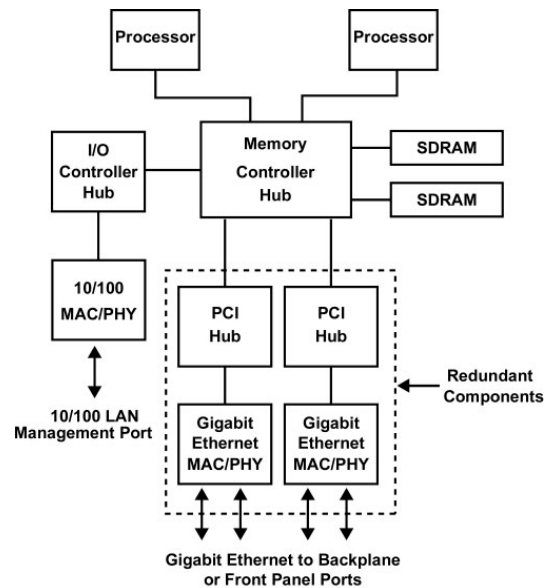 Processor
Processor
Memory
Controller
Hub
I/O
Controller
Hub
SDRAM
SDRAM
10/100
MAC/PHY
PCI
Hub
PCI
Hub
Redundant
Components
10/100 LAN
Management Port
Gigabit
Ethernet
MAC/PHY
Gigabit
Ethernet
MAC/PHY
Gigabit Ethernet to Backplane
or Front Panel Ports